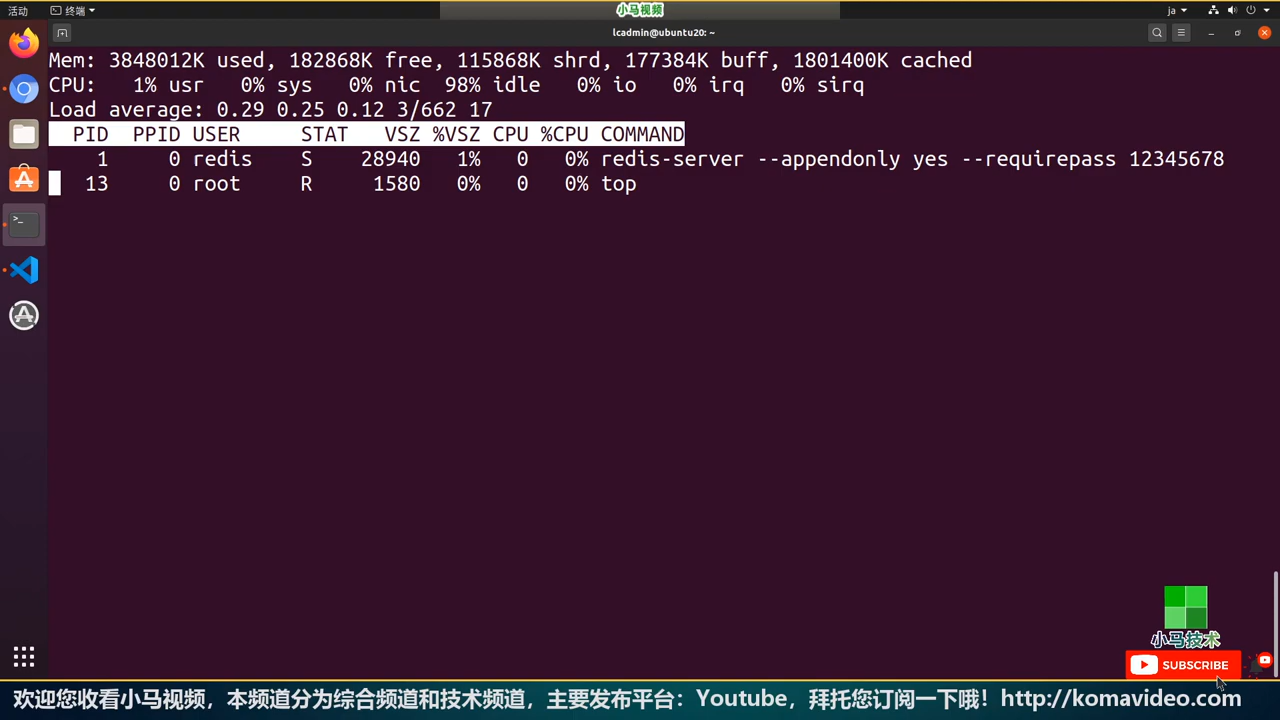 活动
终端
小马视频
ja
lcadmin@ubuntu20: ~
Mem: 3848012K used, 182868K free, 115868K shrd, 177384K buff, 1801400K cached
CPU:   1% usr   0% sys   0% nic  98% idle   0% io   0% irq   0% sirq
Load average: 0.29 0.25 0.12 3/662 17
PID  PPID USER     STAT   VSZ %VSZ CPU %CPU COMMAND
1     0 redis    S    28940   1%   0   0% redis-server --appendonly yes --requirepass 12345678
13     0 root     R     1580   0%   0   0% top
小马技术
SUBSCRIBE
欢迎您收看小马视频，本频道分为综合频道和技术频道，主要发布平台：Youtube，拜托您订阅一下哦！http://komavideo.com